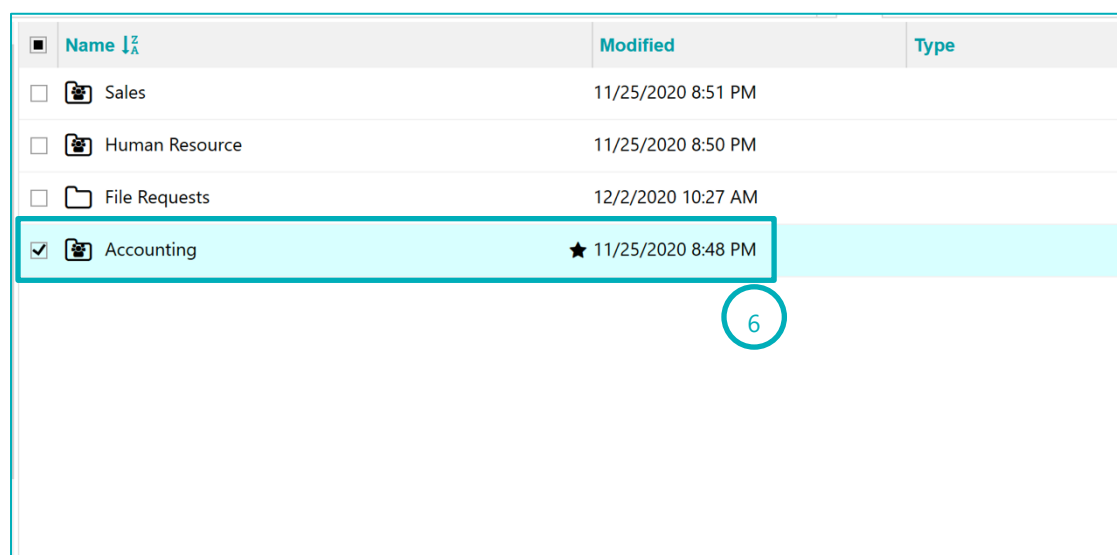 Name Modified Type
Sales 11/25/2020 8:51 PM
Human Resource 11/25/2020 8:50 PM
File Requests 12/2/2020 10:27 AM
Accounting 11/25/2020 8:48 PM
6